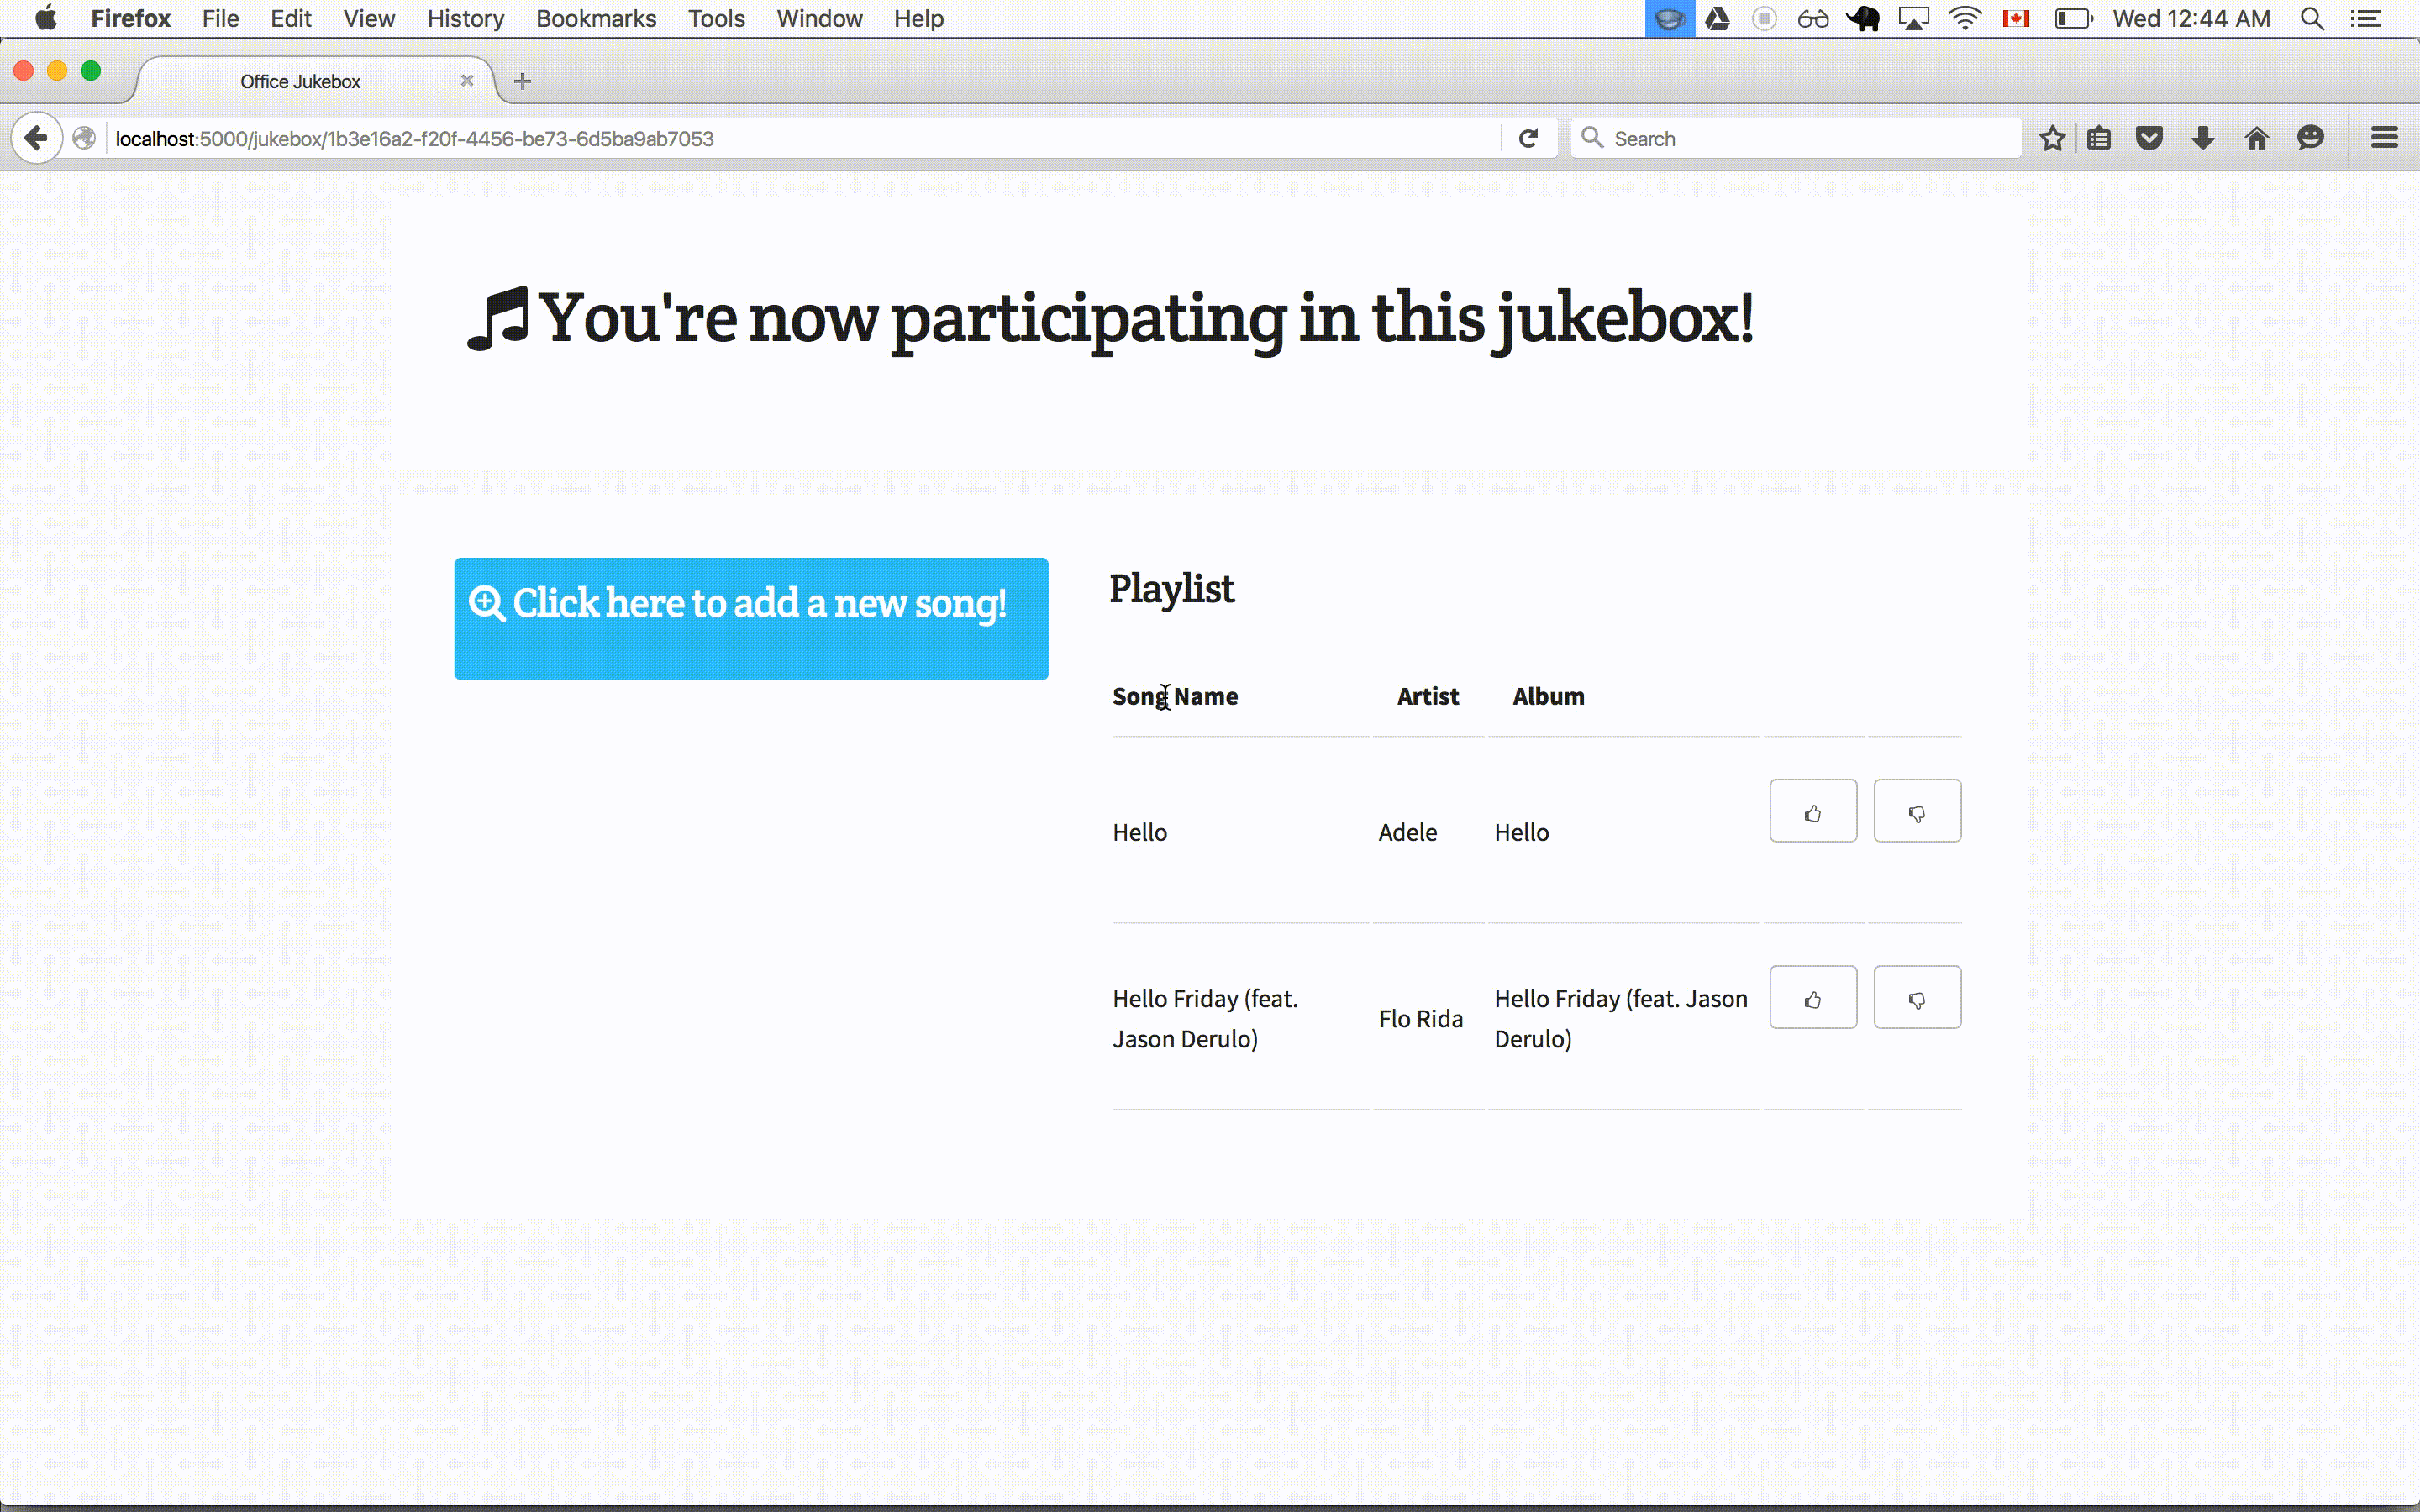 Firefox File Edit View History Bookmarks Tools Window Help Wed 12:44 AM
Office Jukebox
localhost:5000/jukebox/1b3e16a2-f20f-4456-be73-6d5ba9ab7053 Search
You're now participating in this jukebox!
Click here to add a new song!
Playlist
Song Name Artist Album
Hello Adele Hello
Hello Friday (feat. Jason Derulo) Flo Rida Hello Friday (feat. Jason Derulo)